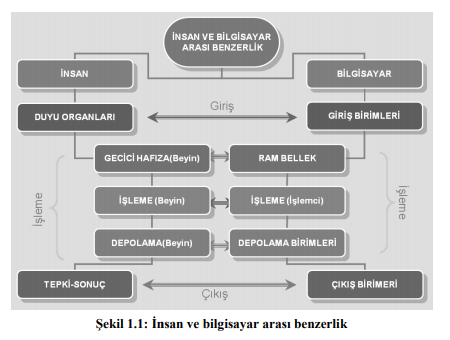 İNSAN VE BİLGİSAYAR
ARASI BENZERLİK
İNSAN
BİLGİSAYAR
DUYU ORGANLARI
Giriş
GİRİŞ BİRİMLERİ
GECİCİ HAFIZA(Beyin)
RAM BELLEK
İşleme
İŞLEME (Beyin)
İŞLEME (İşlemci)
İşleme
DEPOLAMA(Beyin)
DEPOLAMA BİRİMLERİ
TEPKİ-SONUÇ
Çıkış
ÇIKIŞ BİRİMERİ
Şekil 1.1: İnsan ve bilgisayar arası benzerlik